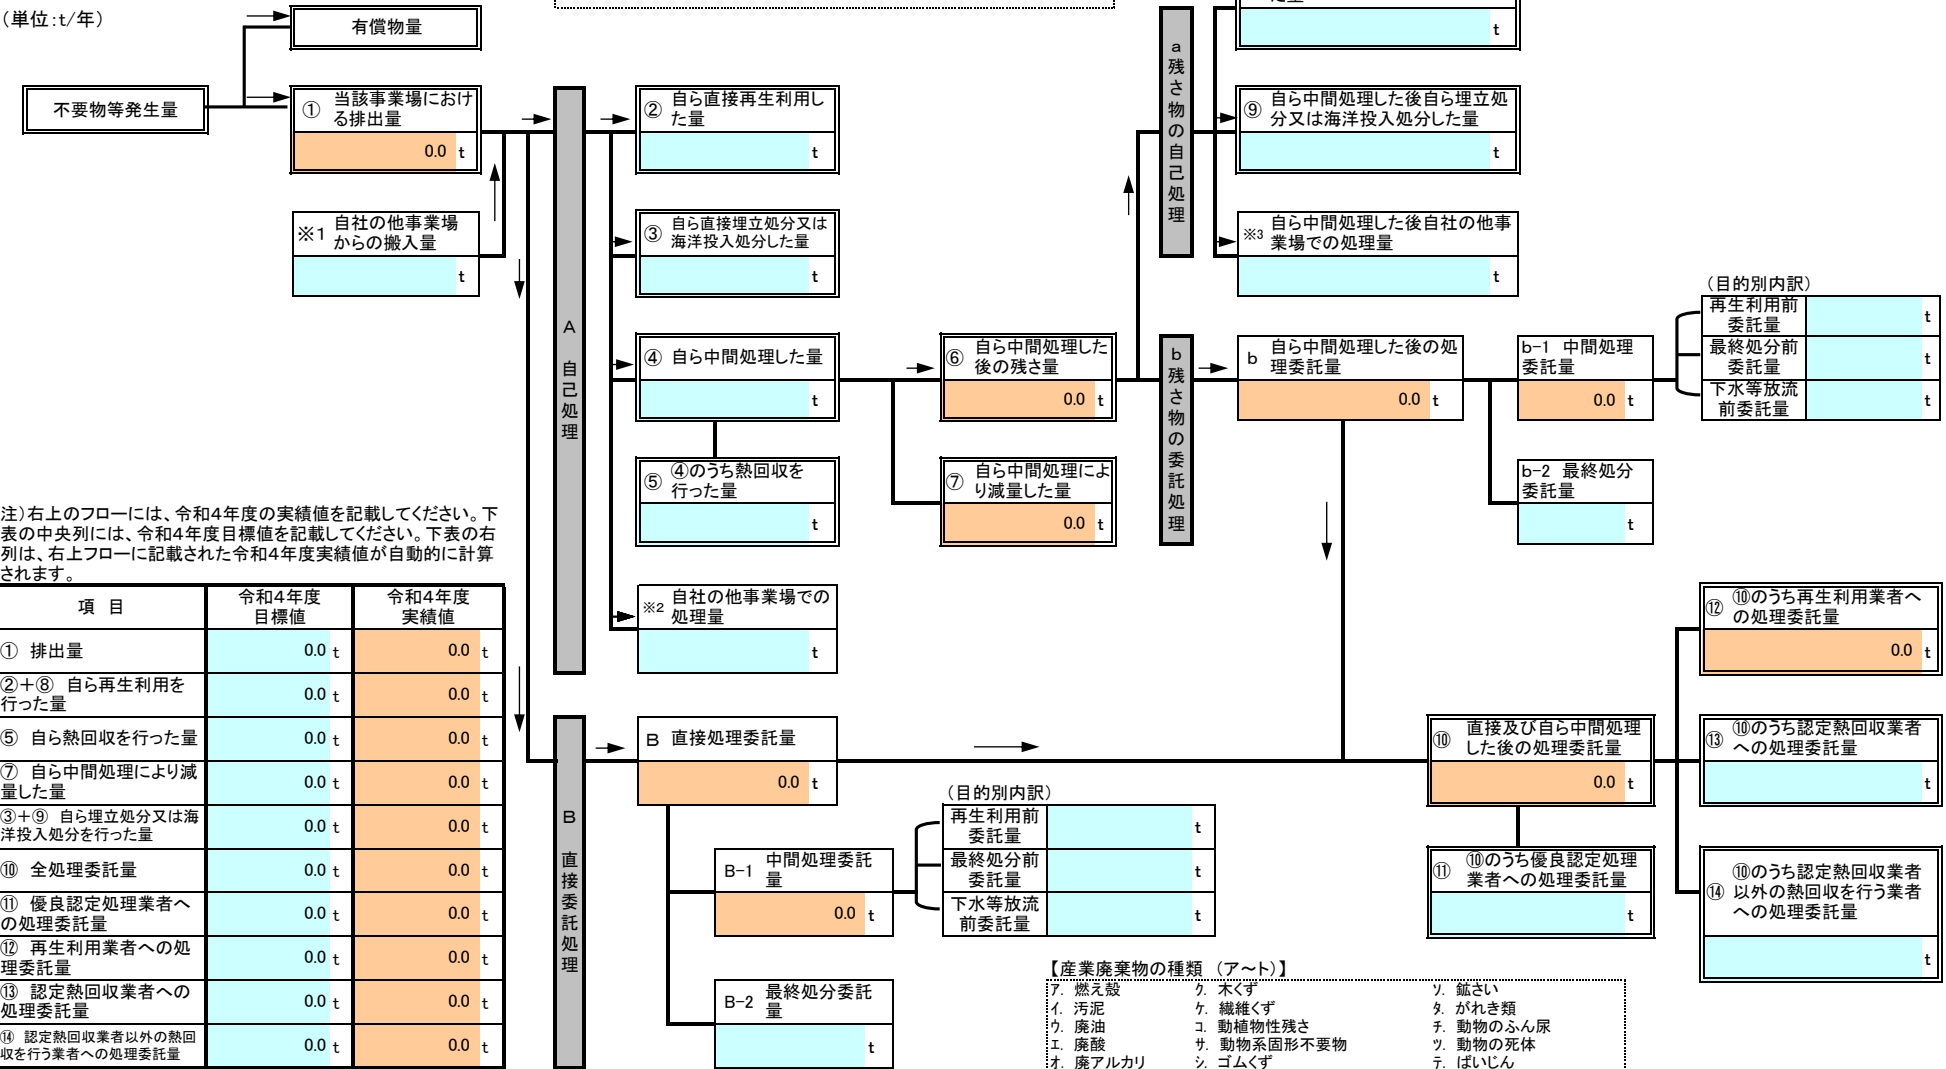 （単位：t/年）
有償物量
不要物等発生量
① 当該事業場におけ
る排出量
0.0 t
※1 自社の他事業場
からの搬入量
t
A 自己処理
② 自ら直接再生利用し
た量
t
③ 自ら直接埋立処分又は
海洋投入処分した量
t
④ 自ら中間処理した量
t
⑤ ④のうち熱回収を
行った量
t
※2 自社の他事業場での
処理量
t
⑥ 自ら中間処理した
後の残さ量
0.0 t
⑦ 自ら中間処理によ
り減量した量
0.0 t
a 残さ物の自己処理
t
⑨ 自ら中間処理した後自ら埋立処
分又は海洋投入処分した量
t
※3 自ら中間処理した後自社の他事
業場での処理量
t
b 残さ物の委託処理
b 自ら中間処理した後の処
理委託量
0.0 t
b-1 中間処理
委託量
0.0 t
b-2 最終処分
委託量
t
（目的別内訳）
再生利用前
委託量
t
最終処分前
委託量
t
下水等放流
前委託量
t
注）右上のフローには、令和４年度の実績値を記載してください。下
表の中央列には、令和４年度目標値を記載してください。下表の右
列は、右上フローに記載された令和４年度実績値が自動的に計算
されます。
項 目
令和４年度
目標値
令和４年度
実績値
① 排出量 0.0 t 0.0 t
②＋⑧ 自ら再生利用を
行った量 0.0 t 0.0 t
⑤ 自ら熱回収を行った量 0.0 t 0.0 t
⑦ 自ら中間処理により減
量した量 0.0 t 0.0 t
③＋⑨ 自ら埋立処分又は海
洋投入処分を行った量 0.0 t 0.0 t
⑩ 全処理委託量 0.0 t 0.0 t
⑪ 優良認定処理業者へ
の処理委託量 0.0 t 0.0 t
⑫ 再生利用業者への処
理委託量 0.0 t 0.0 t
⑬ 認定熱回収業者への
処理委託量 0.0 t 0.0 t
⑭ 認定熱回収業者以外の熱回
収を行う業者への処理委託量 0.0 t 0.0 t
B 直接委託処理
B 直接処理委託量
0.0 t
B-1 中間処理委託
量
0.0 t
B-2 最終処分委託
量
t
（目的別内訳）
再生利用前
委託量
t
最終処分前
委託量
t
下水等放流
前委託量
t
⑩ 直接及び自ら中間処理
した後の処理委託量
0.0 t
⑪ ⑩のうち優良認定処理
業者への処理委託量
t
⑫ ⑩のうち再生利用業者へ
の処理委託量
0.0 t
⑬ ⑩のうち認定熱回収業者
への処理委託量
t
⑭ ⑩のうち認定熱回収業者
以外の熱回収を行う業者
への処理委託量
t
【産業廃棄物の種類 （ア～ト）】
ｱ. 燃え殻 ｸ. 木くず ｿ. 鉱さい
ｲ. 汚泥 ｹ. 繊維くず ﾀ. がれき類
ｳ. 廃油 ｺ. 動植物性残さ ﾁ. 動物のふん尿
ｴ. 廃酸 ｻ. 動物系固形不要物 ﾂ. 動物の死体
ｵ. 廃アルカリ ｼ. ゴムくず ﾃ. ばいじん